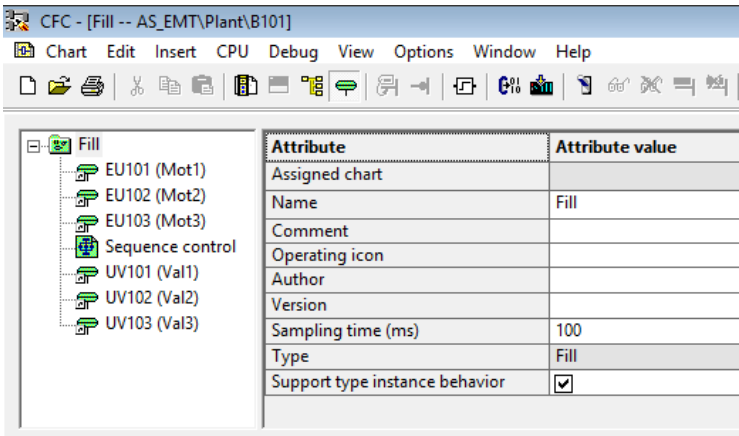 CFC - [Fill -- AS_EMT\Plant\B101]
Chart Edit Insert CPU Debug View Options Window Help
Fill
EU101 (Mot1)
EU102 (Mot2)
EU103 (Mot3)
Sequence control
UV101 (Val1)
UV102 (Val2)
UV103 (Val3)
Attribute Attribute value
Assigned chart
Name Fill
Comment
Operating icon
Author
Version
Sampling time (ms) 100
Type Fill
Support type instance behavior